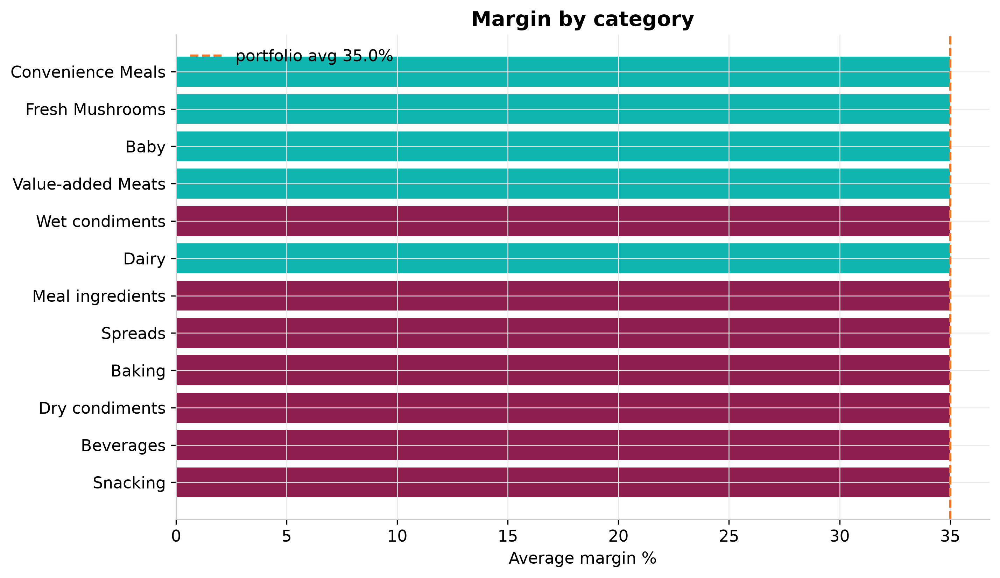 Margin by category
portfolio avg 35.0%
Convenience Meals
Fresh Mushrooms
Baby
Value-added Meats
Wet condiments
Dairy
Meal ingredients
Spreads
Baking
Dry condiments
Beverages
Snacking
0 5 10 15 20 25 30 35
Average margin %